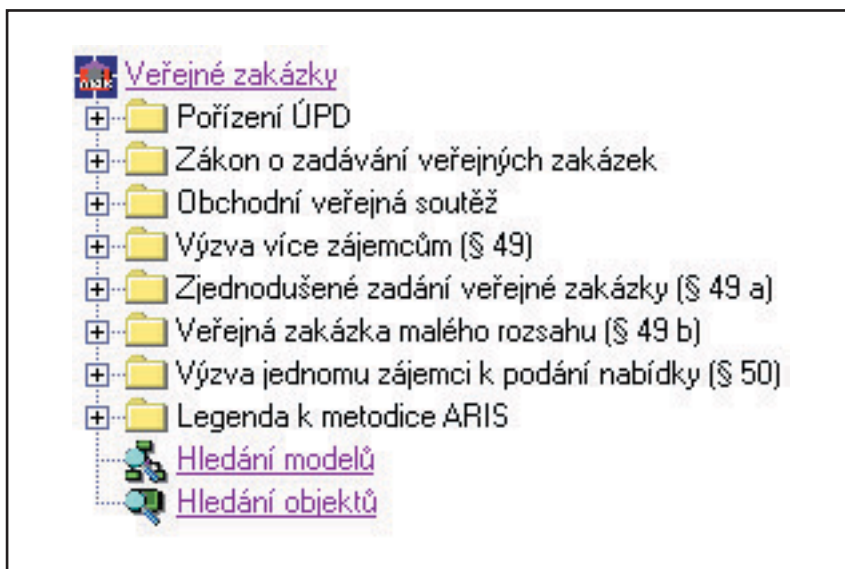 Veřejné zakázky
Pořízení ÚPD
Zákon o zadávání veřejných zakázek
Obchodní veřejná soutěž
Výzva více zájemcům (§ 49)
Zjednodušené zadání veřejné zakázky (§ 49 a)
Veřejná zakázka malého rozsahu (§ 49 b)
Výzva jednomu zájemci k podání nabídky (§ 50)
Legenda k metodice ARIS
Hledání modelů
Hledání objektů